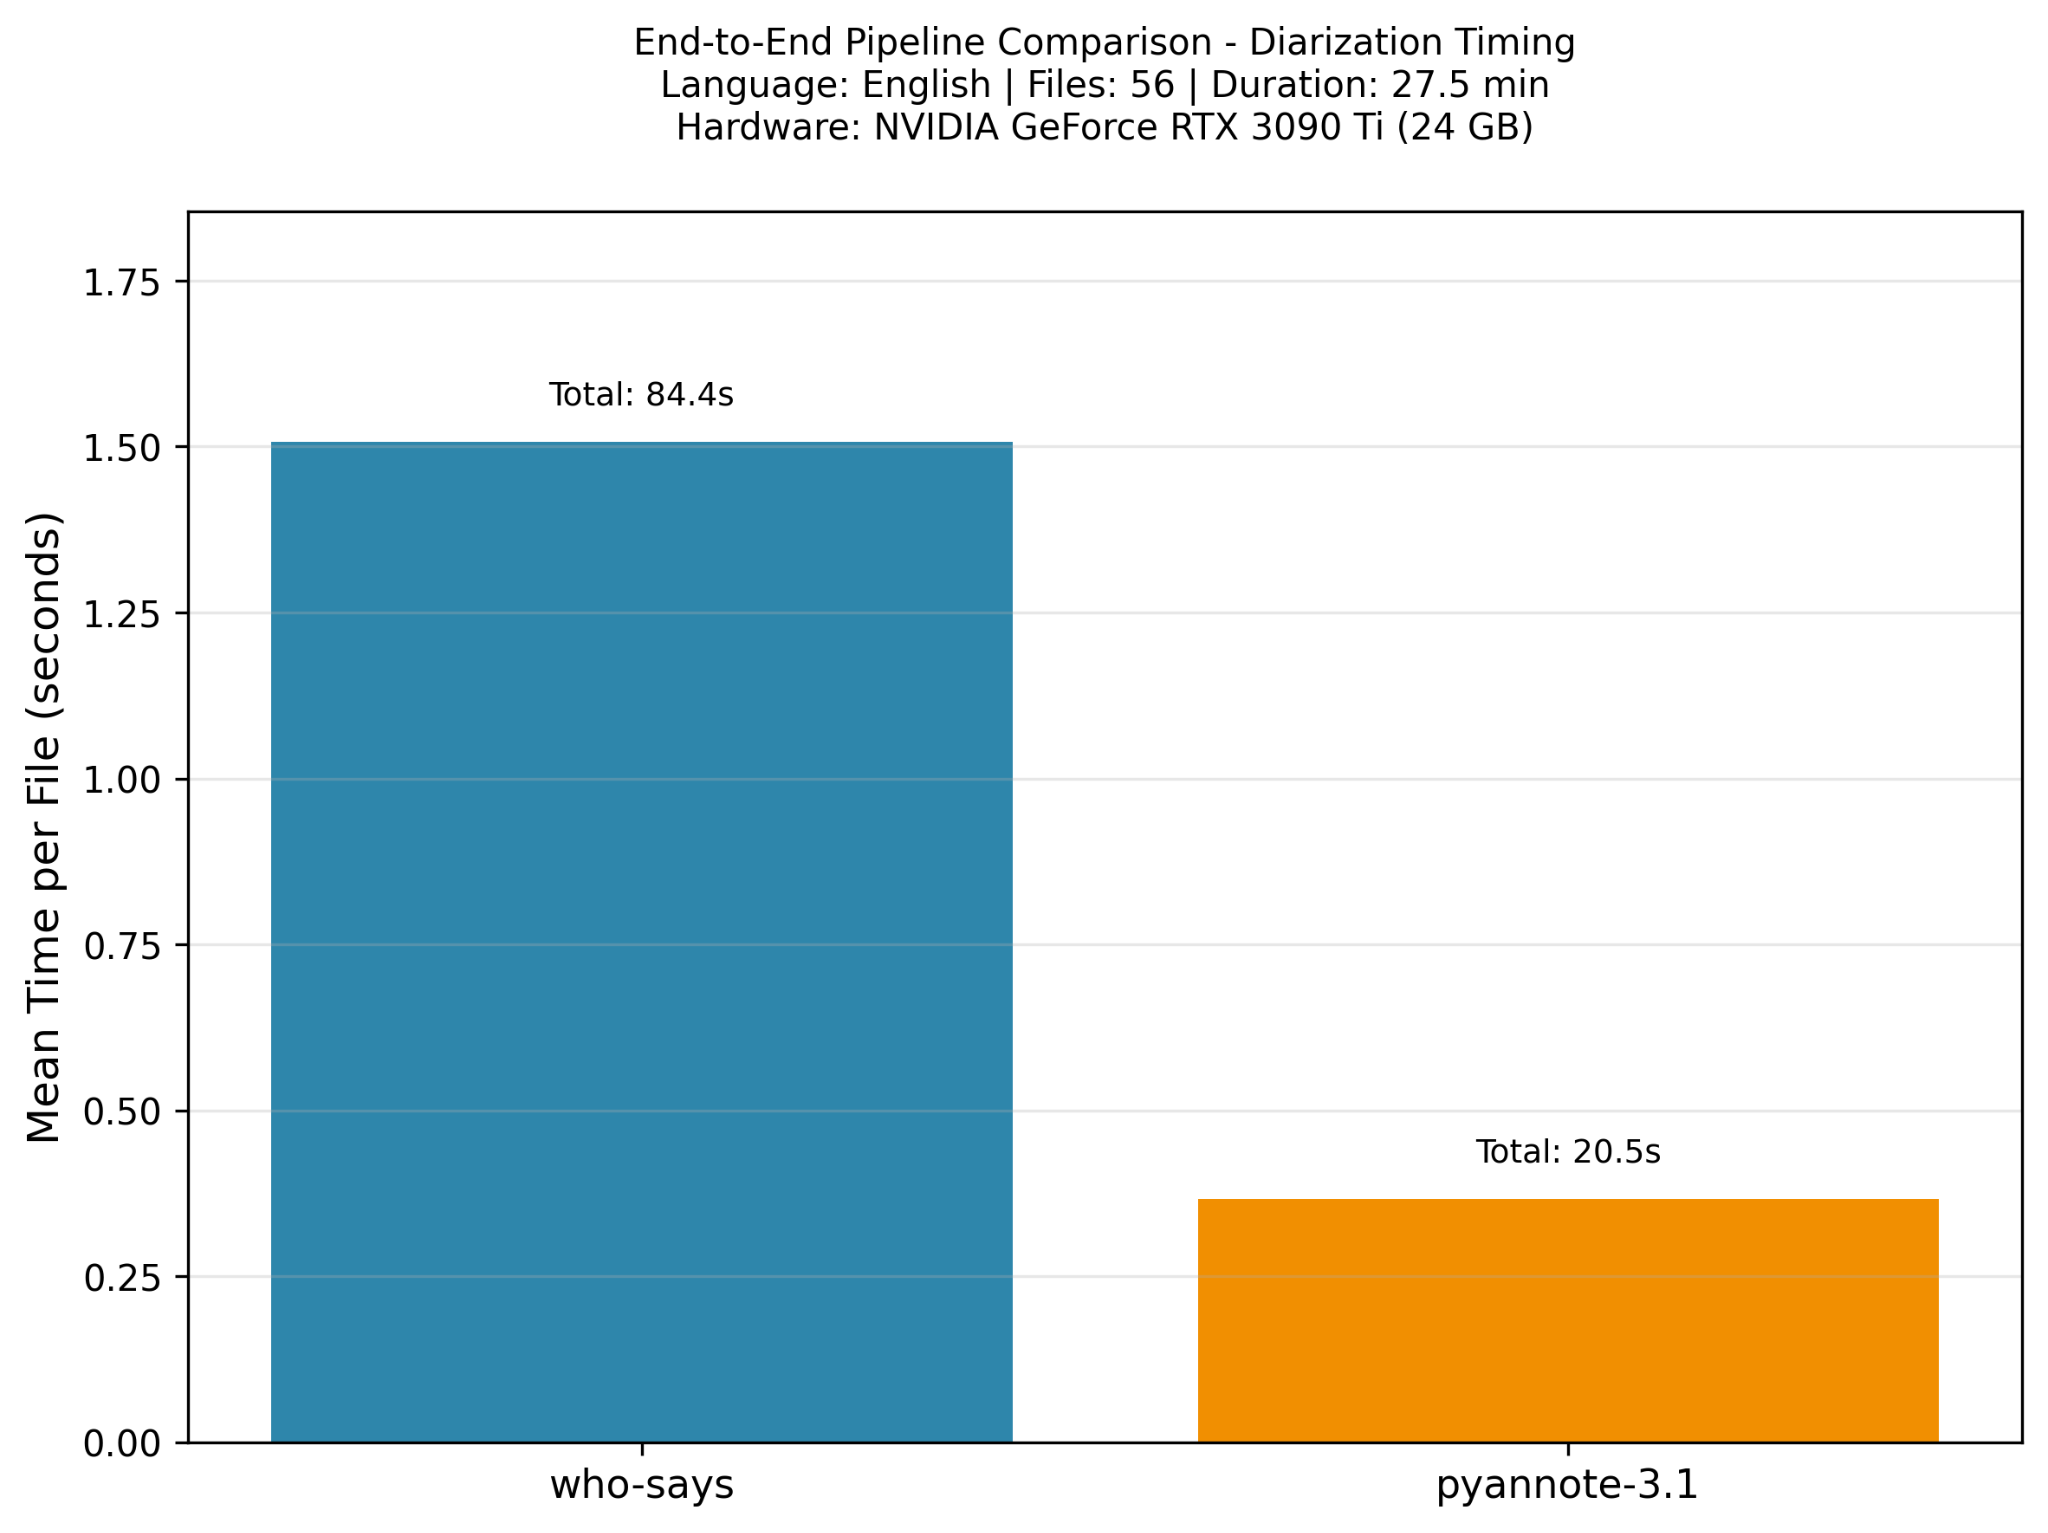 End-to-End Pipeline Comparison - Diarization Timing
Language: English | Files: 56 | Duration: 27.5 min
Hardware: NVIDIA GeForce RTX 3090 Ti (24 GB)
Mean Time per File (seconds)
1.75
1.50
1.25
1.00
0.75
0.50
0.25
0.00
Total: 84.4s
Total: 20.5s
who-says
pyannote-3.1